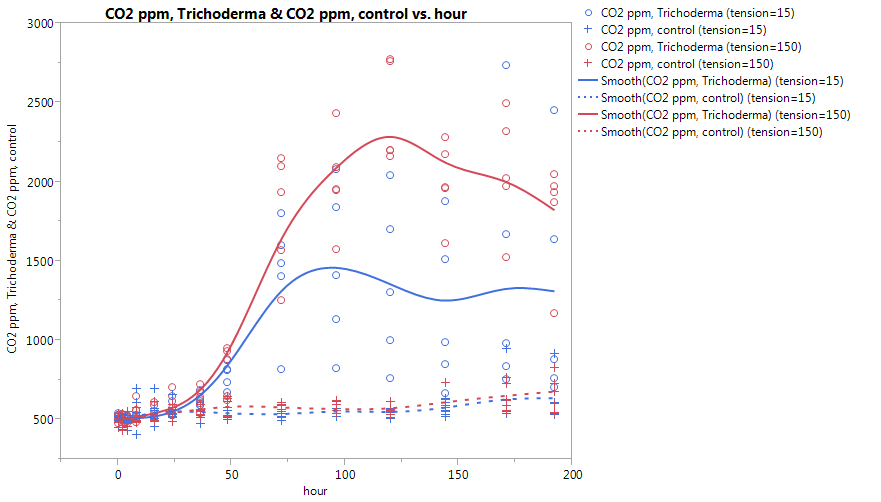 CO2 ppm, Trichoderma & CO2 ppm, control vs. hour
3000
2500
2000
1500
1000
500
CO2 ppm, Trichoderma & CO2 ppm, control
0
50
100
150
200
hour
CO2 ppm, Trichoderma (tension=15)
CO2 ppm, control (tension=15)
CO2 ppm, Trichoderma (tension=150)
CO2 ppm, control (tension=150)
Smooth(CO2 ppm, Trichoderma) (tension=15)
Smooth(CO2 ppm, control) (tension=15)
Smooth(CO2 ppm, Trichoderma) (tension=150)
Smooth(CO2 ppm, control) (tension=150)